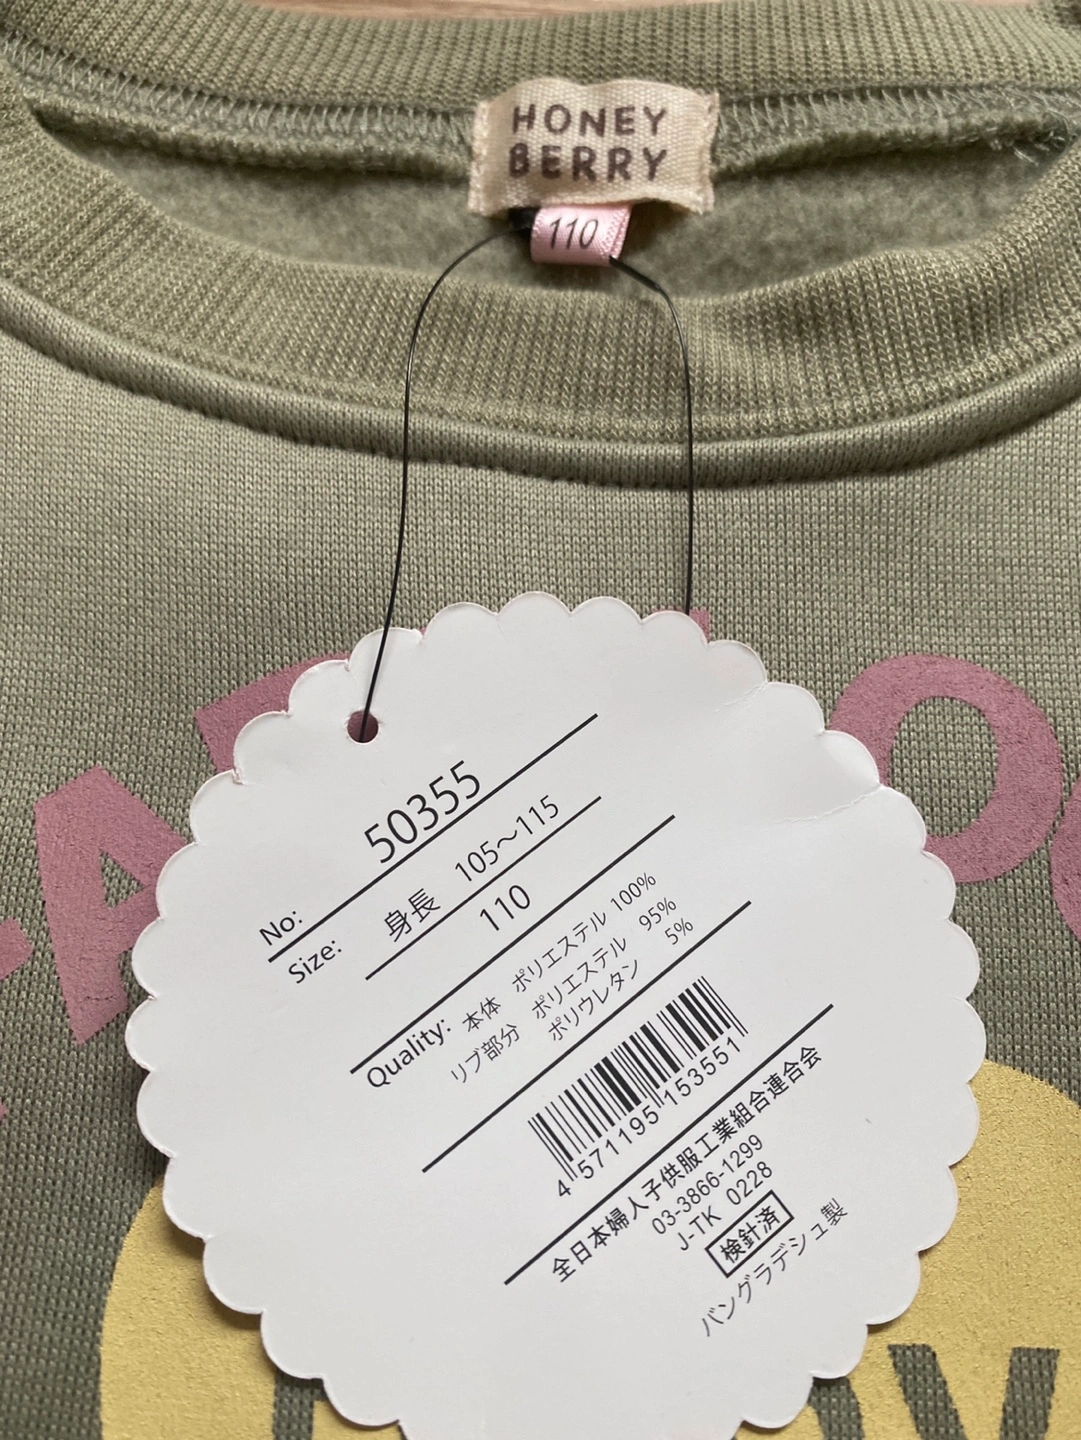 HONEY
BERRY
110
No: 50355
Size: 身長 105～115
110
Quality: 本体 ポリエステル 100%
リブ部分 ポリエステル 95%
ポリウレタン 5%
4 571195 153551
全日本婦人子供服工業組合連合会
03-3866-1299
J-TK 0228
検針済
バングラデシュ製